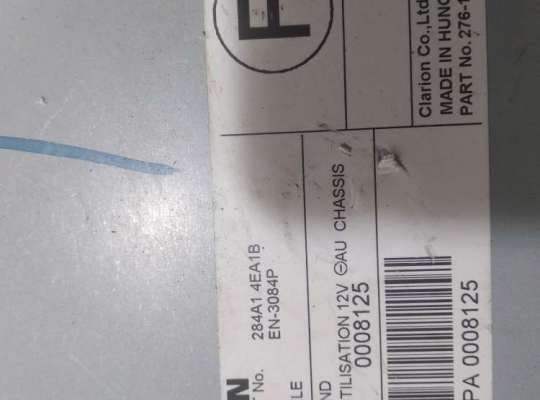 F
Clarion Co.,Ltd
MADE IN HUNG
PART No. 276-1
N
T No. 284A1 4EA1B
EN-3084P
LE
ND
TILISATION 12V ⊖AU CHASSIS
0008125
PA 0008125